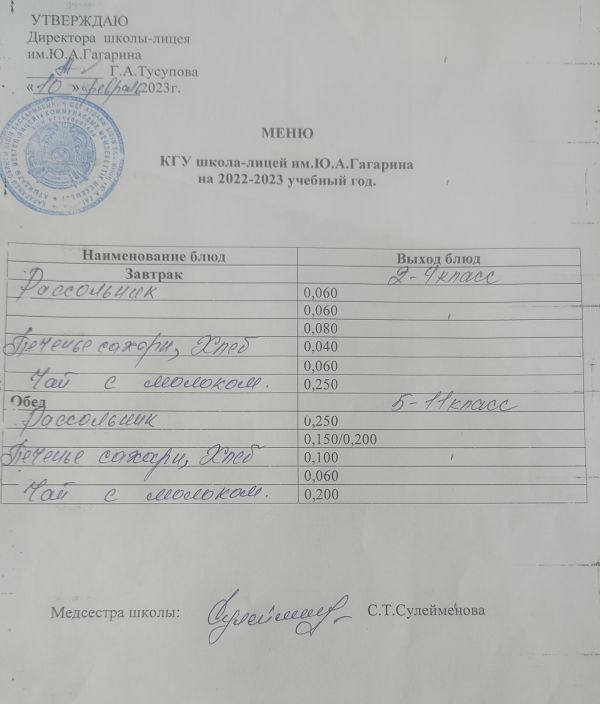 УТВЕРЖДАЮ
Директора школы-лицея
им.Ю.А.Гагарина
Г.А.Тусупова
«10» февраль 2023г.
МЕНЮ
КГУ школа-лицей им.Ю.А.Гагарина
на 2022-2023 учебный год.
Наименование блюд Выход блюд
Завтрак 2-4 класс
Рассольник 0,060
0,060
0,080
Печенье сахари, Хлеб 0,040
0,060
Чай с молоком. 0,250
Обед 5-11 класс
Рассольник 0,250
0,150/0,200
Печенье сахари, Хлеб 0,100
0,060
Чай с молоком. 0,200
Медсестра школы: С.Т.Сулейменова